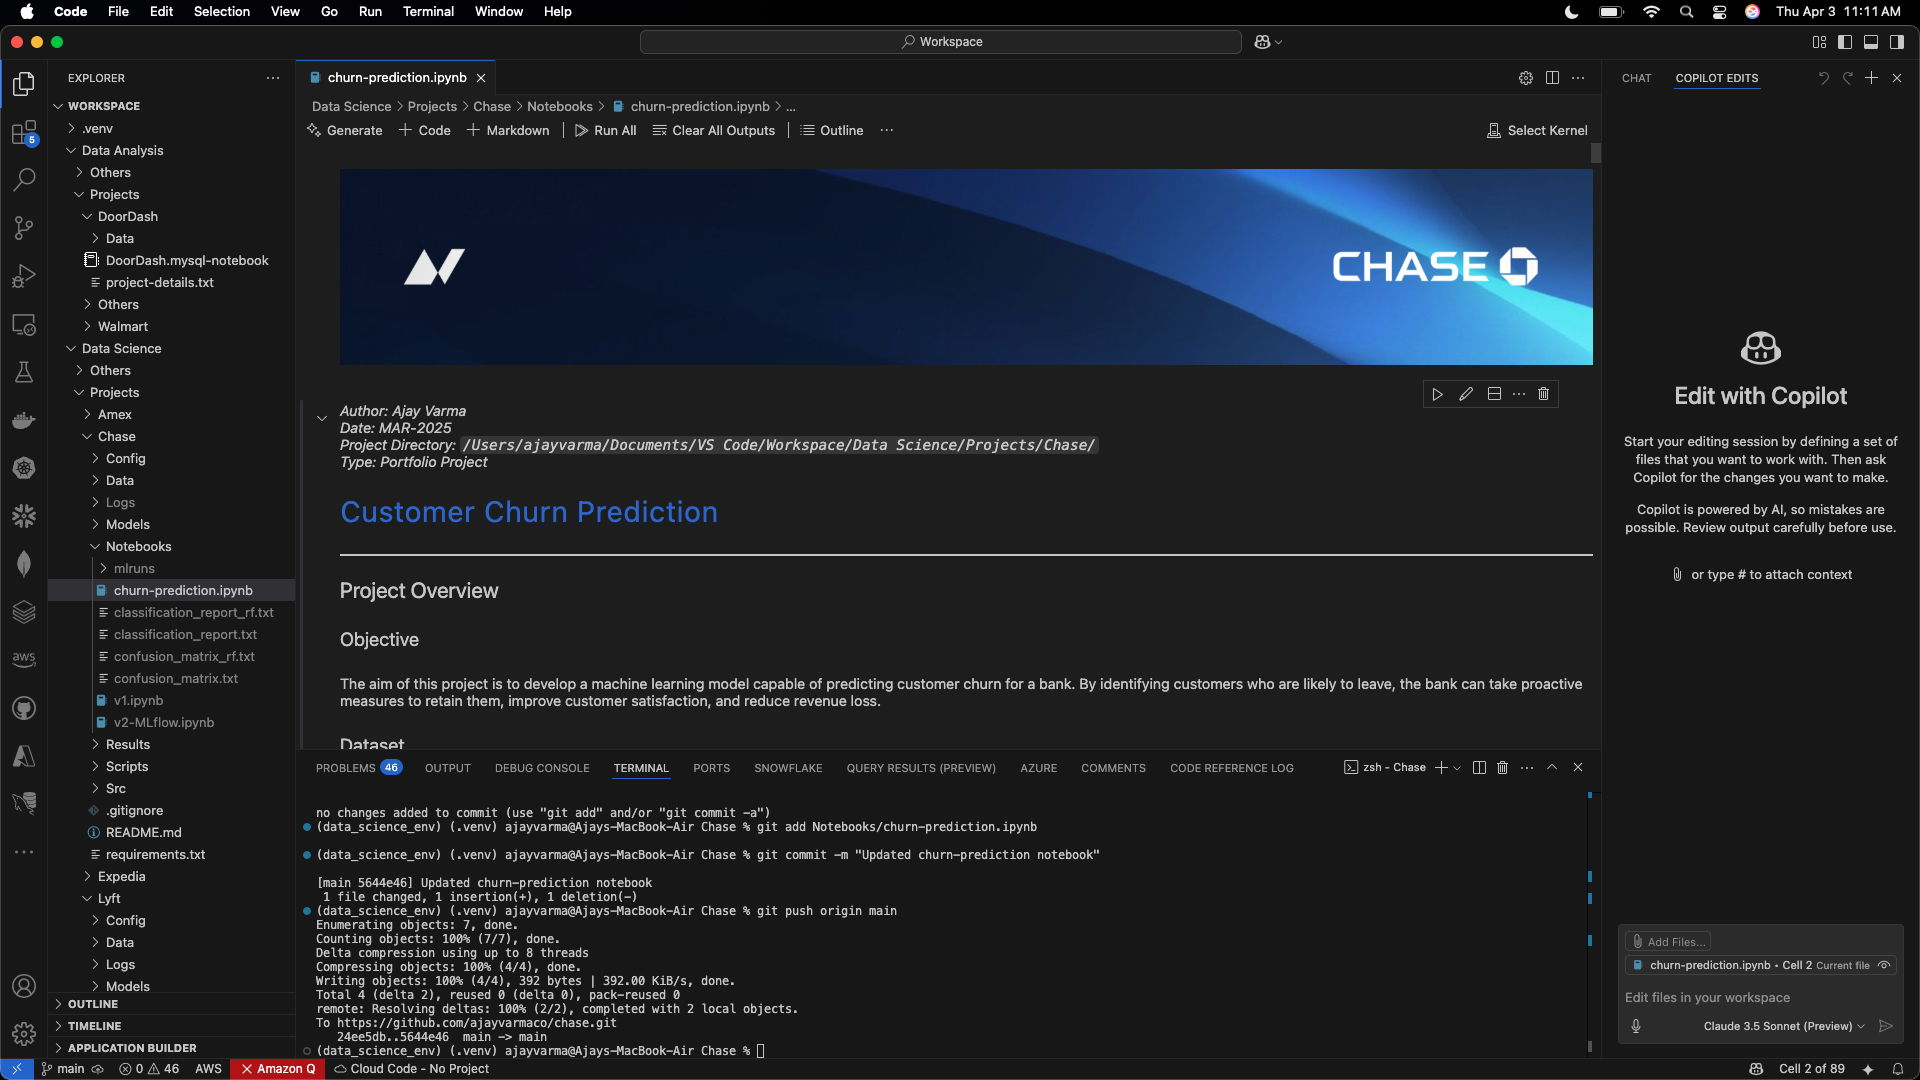 Code File Edit Selection View Go Run Terminal Window Help
Thu Apr 3 11:11 AM
Workspace
EXPLORER
WORKSPACE
.venv
Data Analysis
Others
Projects
DoorDash
Data
DoorDash.mysql-notebook
project-details.txt
Others
Walmart
Data Science
Others
Projects
Amex
Chase
Config
Data
Logs
Models
Notebooks
mlruns
churn-prediction.ipynb
classification_report_rf.txt
classification_report.txt
confusion_matrix_rf.txt
confusion_matrix.txt
v1.ipynb
v2-MLflow.ipynb
Results
Scripts
Src
.gitignore
README.md
requirements.txt
Expedia
Lyft
Config
Data
Logs
Models
OUTLINE
TIMELINE
APPLICATION BUILDER
5
aws
churn-prediction.ipynb
Data Science > Projects > Chase > Notebooks > churn-prediction.ipynb > ...
Generate + Code + Markdown Run All Clear All Outputs Outline ...
Select Kernel
CHASE
Author: Ajay Varma
Date: MAR-2025
Project Directory: /Users/ajayvarma/Documents/VS Code/Workspace/Data Science/Projects/Chase/
Type: Portfolio Project
Customer Churn Prediction
Project Overview
Objective
The aim of this project is to develop a machine learning model capable of predicting customer churn for a bank. By identifying customers who are likely to leave, the bank can take proactive
measures to retain them, improve customer satisfaction, and reduce revenue loss.
Dataset
PROBLEMS 46 OUTPUT DEBUG CONSOLE TERMINAL PORTS SNOWFLAKE QUERY RESULTS (PREVIEW) AZURE COMMENTS CODE REFERENCE LOG
zsh - Chase
no changes added to commit (use "git add" and/or "git commit -a")
(data_science_env) (.venv) ajayvarma@Ajays-MacBook-Air Chase % git add Notebooks/churn-prediction.ipynb
(data_science_env) (.venv) ajayvarma@Ajays-MacBook-Air Chase % git commit -m "Updated churn-prediction notebook"
[main 5644e46] Updated churn-prediction notebook
1 file changed, 1 insertion(+), 1 deletion(-)
(data_science_env) (.venv) ajayvarma@Ajays-MacBook-Air Chase % git push origin main
Enumerating objects: 7, done.
Counting objects: 100% (7/7), done.
Delta compression using up to 8 threads
Compressing objects: 100% (4/4), done.
Writing objects: 100% (4/4), 392 bytes | 392.00 KiB/s, done.
Total 4 (delta 2), reused 0 (delta 0), pack-reused 0
remote: Resolving deltas: 100% (2/2), completed with 2 local objects.
To https://github.com/ajayvarmaco/chase.git
24ee5db..5644e46 main -> main
(data_science_env) (.venv) ajayvarma@Ajays-MacBook-Air Chase %
CHAT COPILOT EDITS
Edit with Copilot
Start your editing session by defining a set of
files that you want to work with. Then ask
Copilot for the changes you want to make.
Copilot is powered by AI, so mistakes are
possible. Review output carefully before use.
or type # to attach context
Add Files...
churn-prediction.ipynb • Cell 2 Current file
Edit files in your workspace
Claude 3.5 Sonnet (Preview)
main 0 46 AWS Amazon Q Cloud Code - No Project
Cell 2 of 89